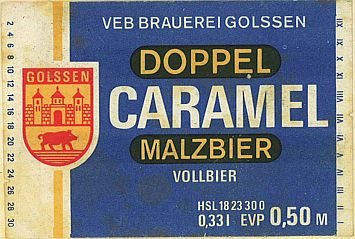 VEB BRAUEREI GOLSSEN
DOPPEL
GOLSSEN
CARAMEL
MALZBIER
VOLLBIER
HSL 18 23 30 0
0,33 l EVP 0,50 M
2 4 6 8 10 12 14 16 18 20 22 24 26 28 30